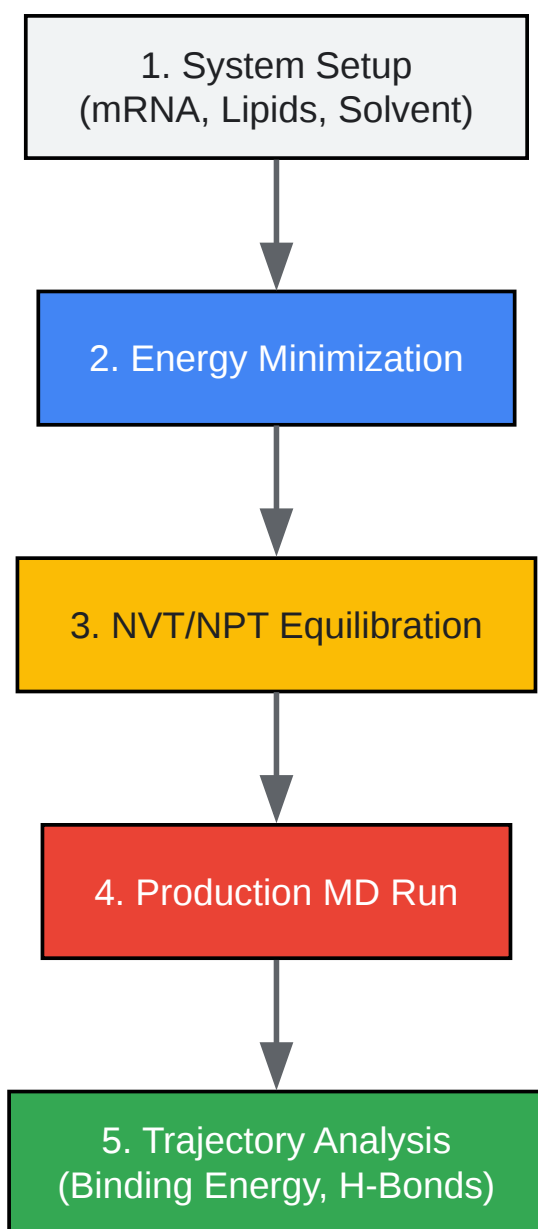 1. System Setup
(mRNA, Lipids, Solvent)
2. Energy Minimization
3. NVT/NPT Equilibration
4. Production MD Run
5. Trajectory Analysis
(Binding Energy, H-Bonds)